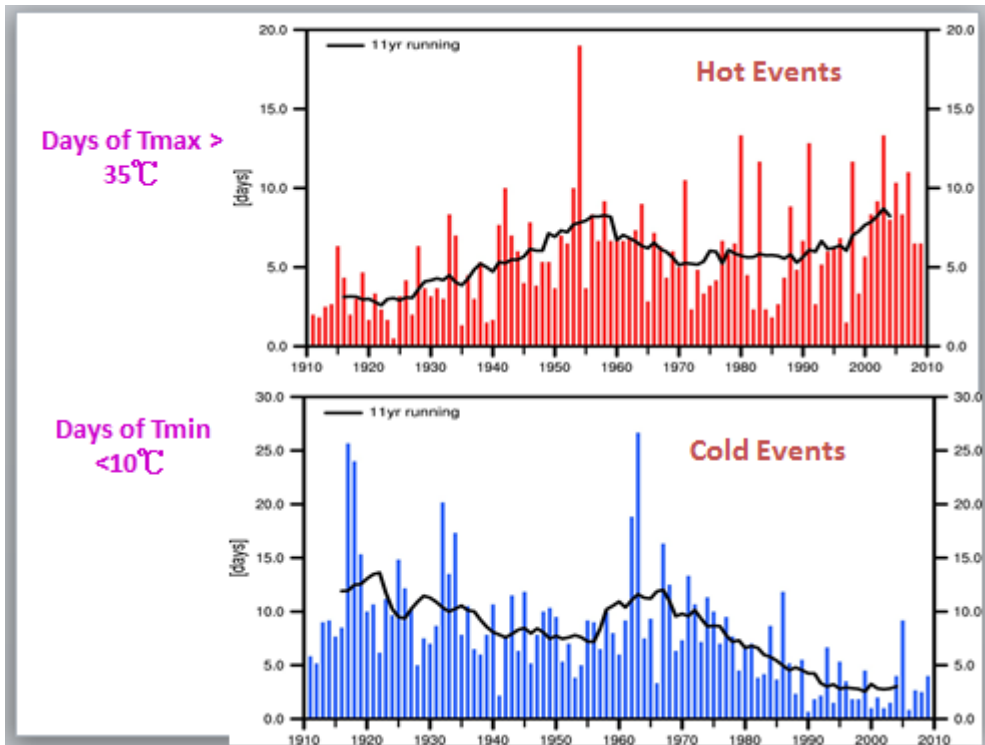 20.0 20.0
11yr running
Hot Events
Days of Tmax >
35℃
15.0 15.0
[days]
10.0 10.0
5.0 5.0
0.0 0.0
1910 1920 1930 1940 1950 1960 1970 1980 1990 2000 2010
30.0 30.0
11yr running
Days of Tmin
<10℃
Cold Events
25.0 25.0
20.0 20.0
[days]
15.0 15.0
10.0 10.0
5.0 5.0
0.0 0.0
1910 1920 1930 1940 1950 1960 1970 1980 1990 2000 2010